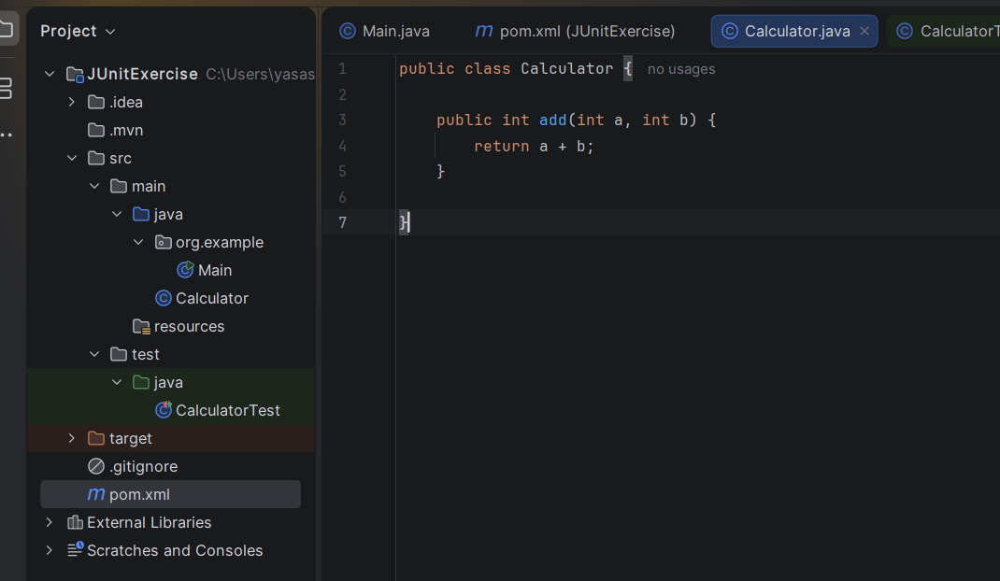 Project
JUnitExercise C:\Users\yasas
.idea
.mvn
src
main
java
org.example
Main
Calculator
resources
test
java
CalculatorTest
target
.gitignore
pom.xml
External Libraries
Scratches and Consoles
Main.java pom.xml (JUnitExercise) Calculator.java CalculatorT
1 public class Calculator { no usages
2
3 public int add(int a, int b) {
4 return a + b;
5 }
6
7 }